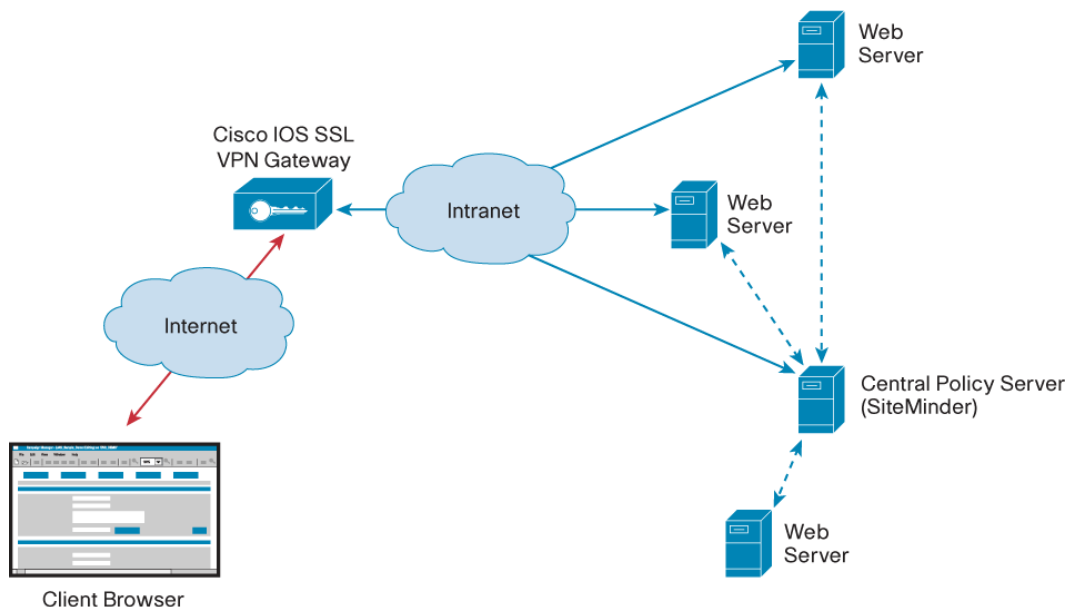 Web
Server
Cisco IOS SSL
VPN Gateway
Intranet
Web
Server
Internet
Central Policy Server
(SiteMinder)
Web
Server
Client Browser